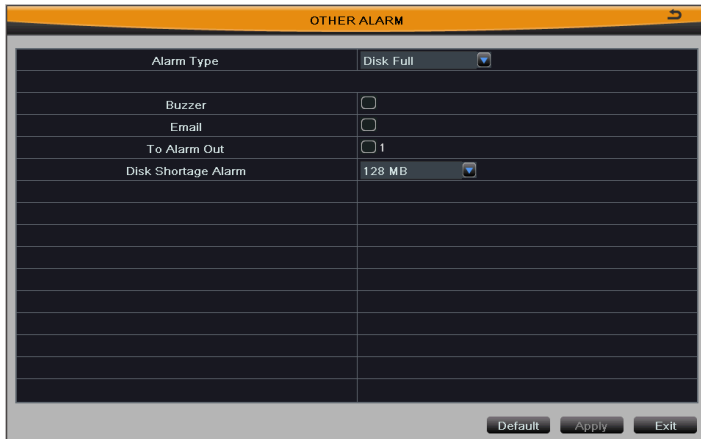 OTHER ALARM
Alarm Type Disk Full
Buzzer
Email
To Alarm Out 1
Disk Shortage Alarm 128 MB
Default Apply Exit